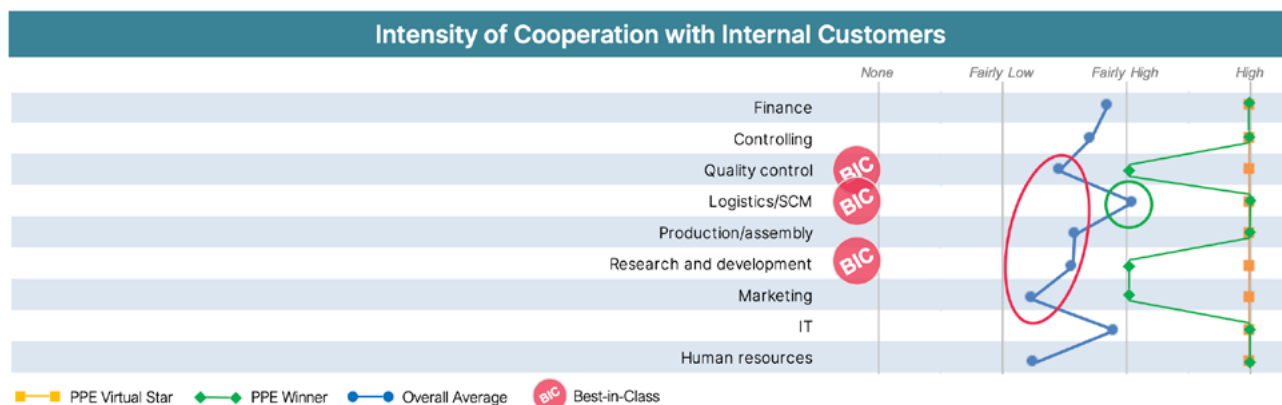 Intensity of Cooperation with Internal Customers
None Fairly Low Fairly High High
Finance
Controlling
Quality control BIC
Logistics/SCM BIC
Production/assembly
Research and development BIC
Marketing
IT
Human resources
PPE Virtual Star PPE Winner Overall Average BIC Best-in-Class